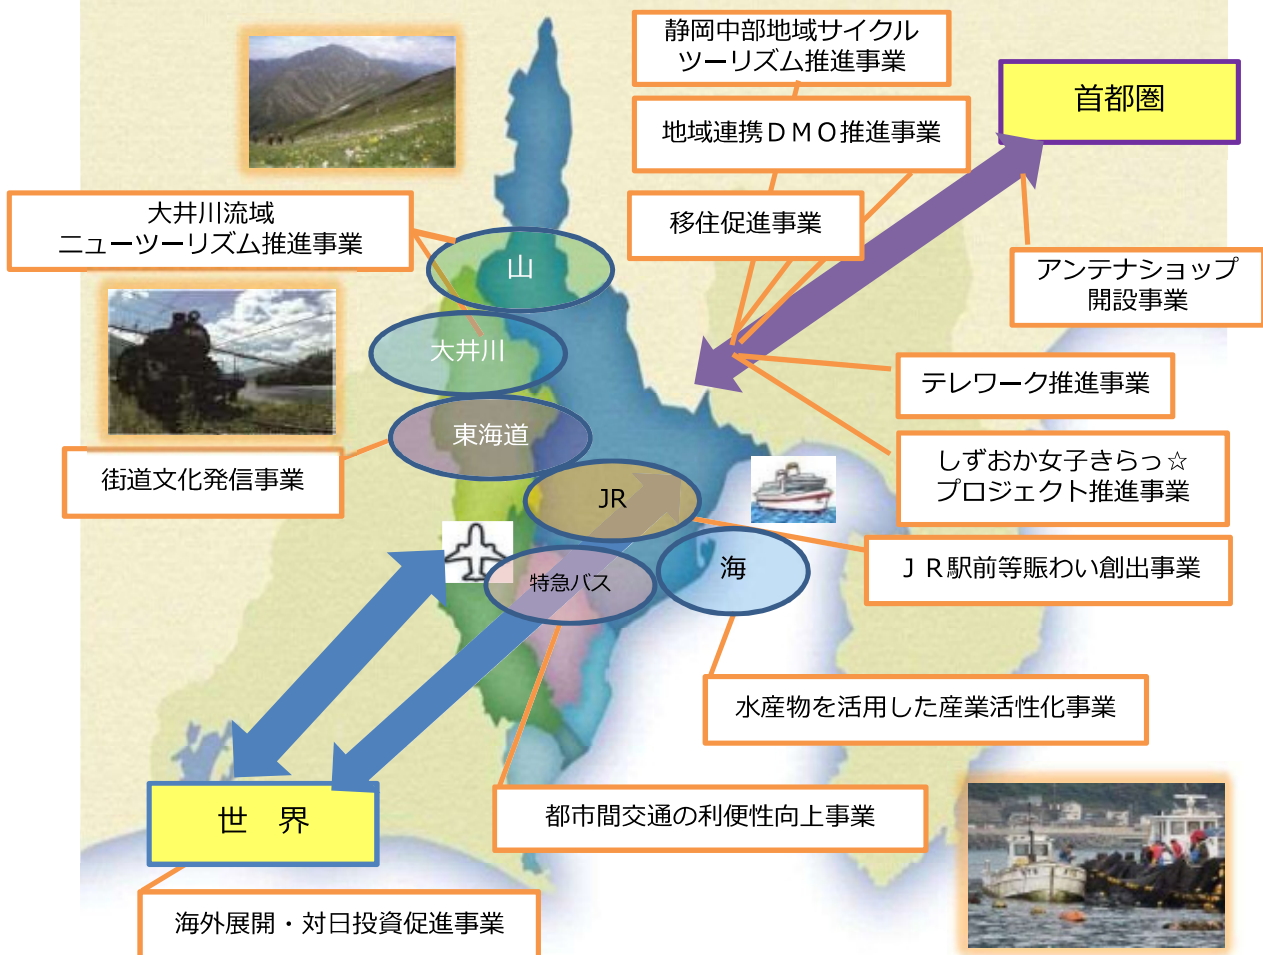 静岡中部地域サイクル
ツーリズム推進事業
首都圏
地域連携ＤＭＯ推進事業
移住促進事業
大井川流域
ニューツーリズム推進事業
山
アンテナショップ
開設事業
大井川
テレワーク推進事業
東海道
街道文化発信事業
しずおか女子きらっ☆
プロジェクト推進事業
JR
ＪＲ駅前等賑わい創出事業
海
特急バス
水産物を活用した産業活性化事業
世　界
都市間交通の利便性向上事業
海外展開・対日投資促進事業